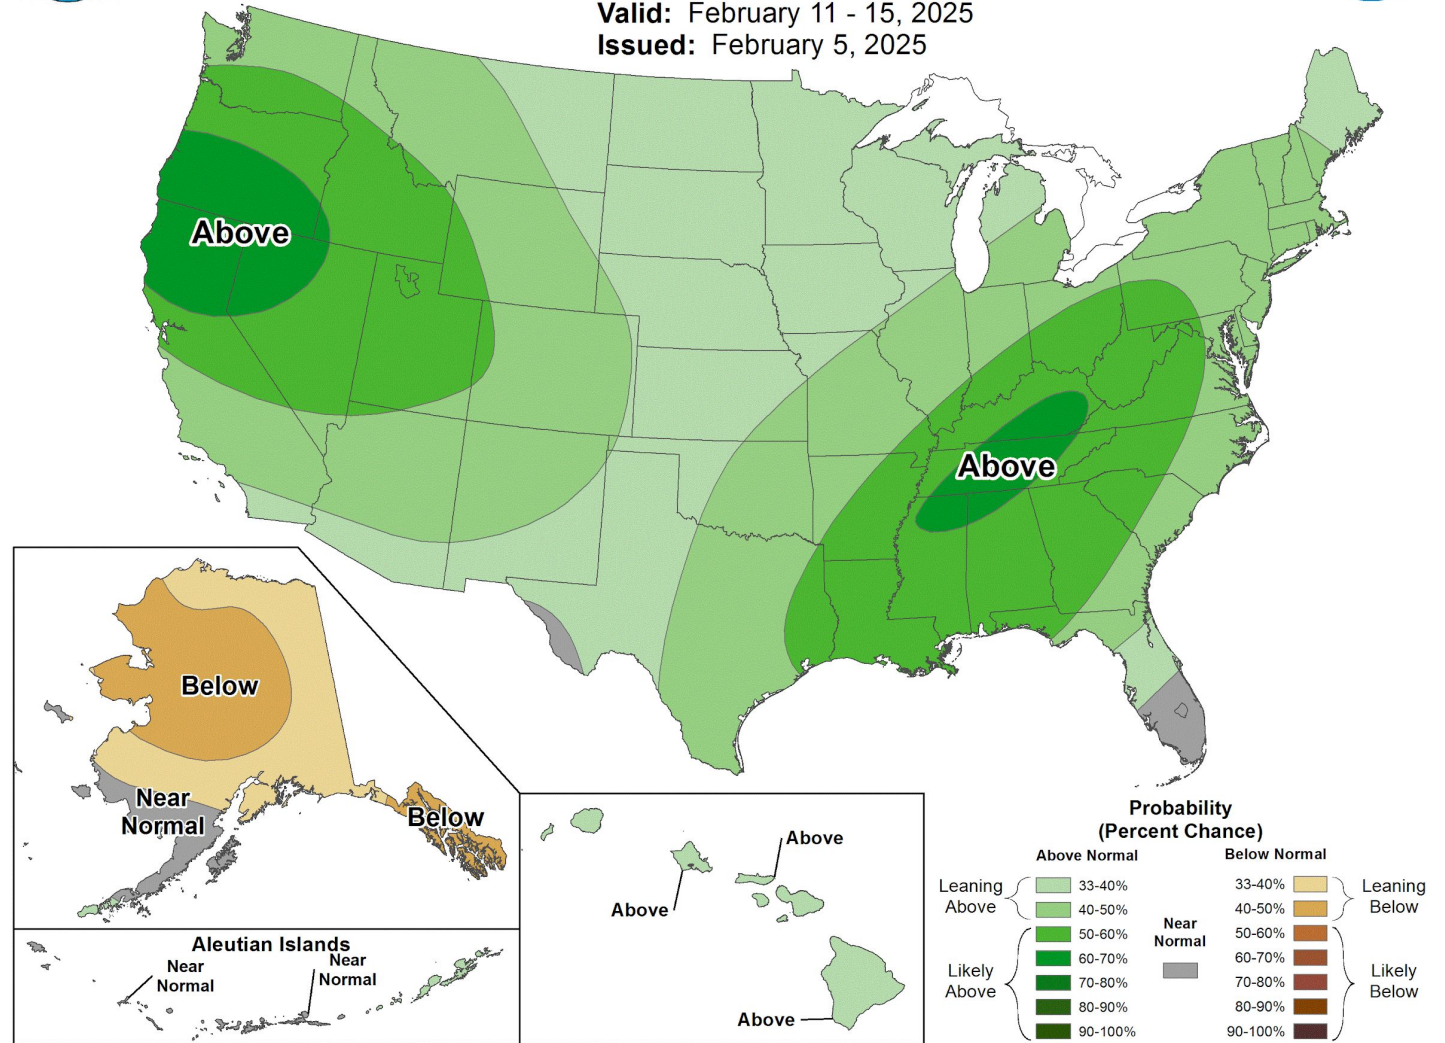 Valid: February 11 - 15, 2025
Issued: February 5, 2025
Above
Above
Below
Near
Normal
Below
Aleutian Islands
Near
Normal
Near
Normal
Above
Above
Above
Probability
(Percent Chance)
Above Normal
Below Normal
Leaning
Above
33-40%
40-50%
50-60%
60-70%
70-80%
80-90%
90-100%
Likely
Above
Near
Normal
33-40%
40-50%
50-60%
60-70%
70-80%
80-90%
90-100%
Leaning
Below
Likely
Below